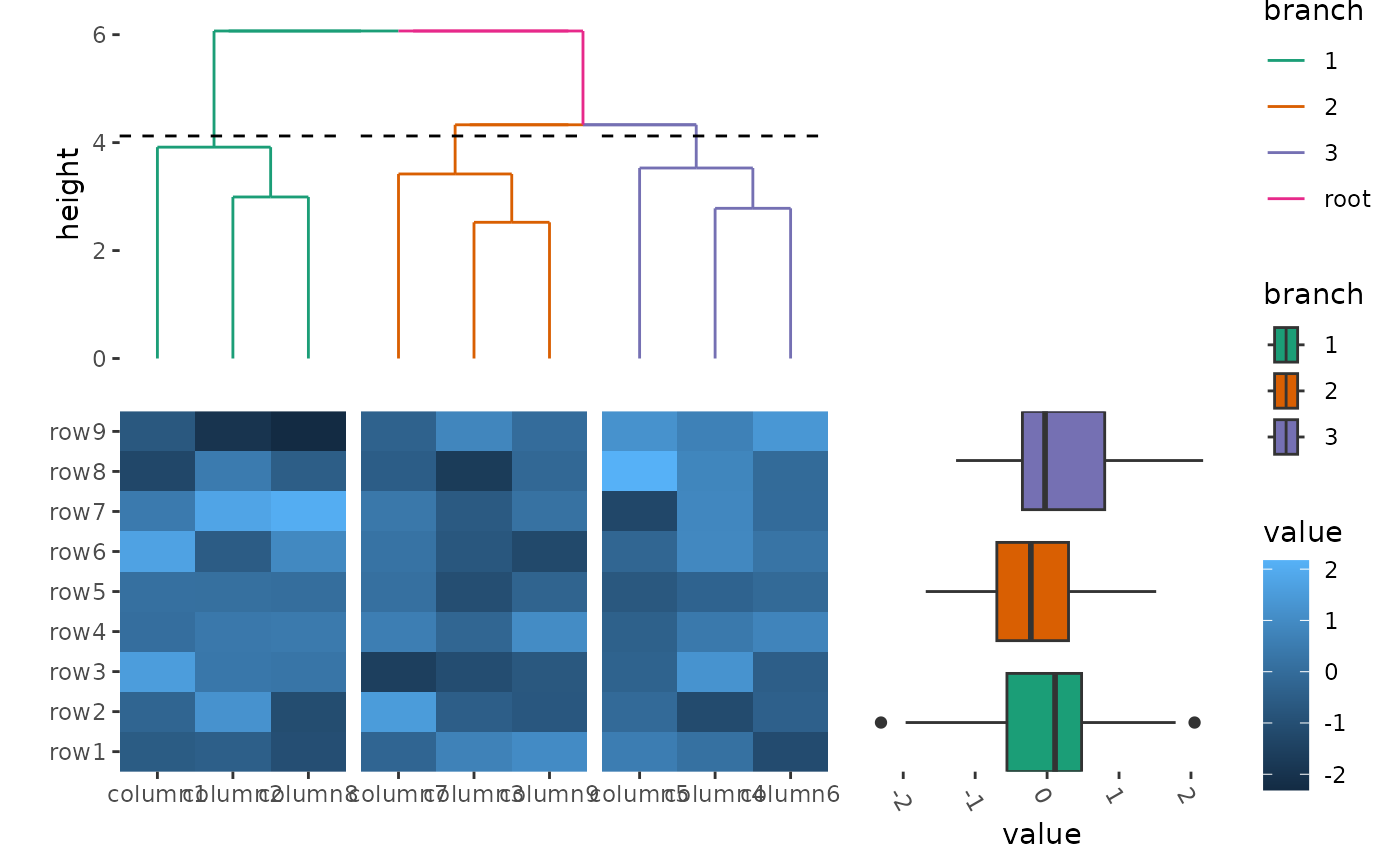 branch
1
2
3
root
6
4
2
0
height
branch
1
2
3
row9
row8
row7
row6
row5
row4
row3
row2
row1
column1 column2 column8 column7 column3 column9 column5 column4 column6
-2 -1 0 1 2
value
value
2
1
0
-1
-2